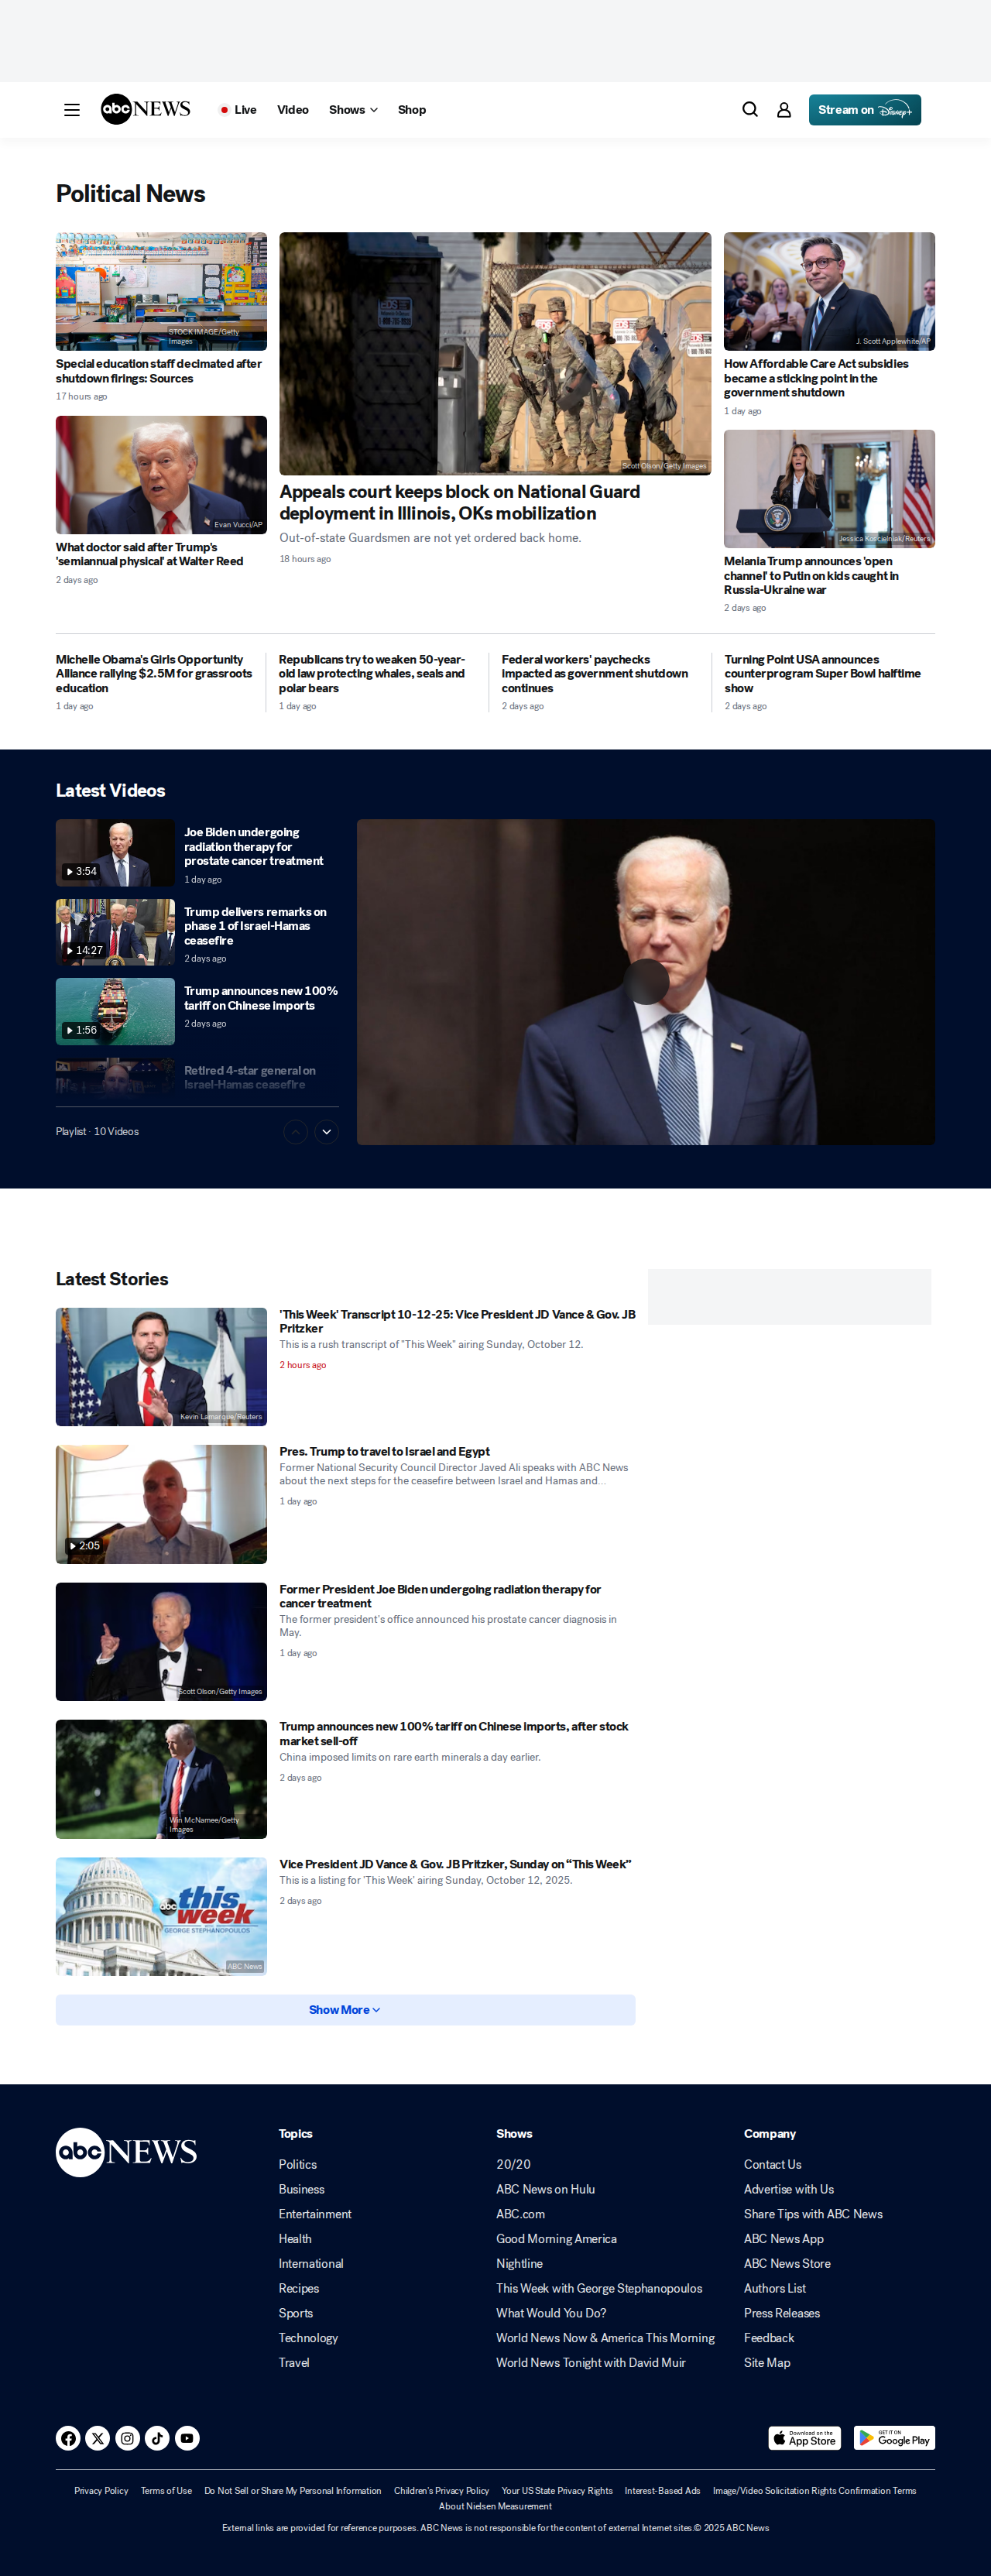 abc NEWS
Live
Video
Shows
Shop
Stream on Disney+
Political News
STOCK IMAGE/Getty
Images
Special education staff decimated after
shutdown firings: Sources
17 hours ago
Evan Vucci/AP
What doctor said after Trump's
'semiannual physical' at Walter Reed
2 days ago
Scott Olson/Getty Images
Appeals court keeps block on National Guard
deployment in Illinois, OKs mobilization
Out-of-state Guardsmen are not yet ordered back home.
18 hours ago
J. Scott Applewhite/AP
How Affordable Care Act subsidies
became a sticking point in the
government shutdown
1 day ago
Jessica Koscielniak/Reuters
Melania Trump announces 'open
channel' to Putin on kids caught in
Russia-Ukraine war
2 days ago
Michelle Obama's Girls Opportunity
Alliance rallying $2.5M for grassroots
education
1 day ago
Republicans try to weaken 50-year-
old law protecting whales, seals and
polar bears
1 day ago
Federal workers' paychecks
impacted as government shutdown
continues
2 days ago
Turning Point USA announces
counterprogram Super Bowl halftime
show
2 days ago
Latest Videos
3:54
Joe Biden undergoing
radiation therapy for
prostate cancer treatment
1 day ago
14:27
Trump delivers remarks on
phase 1 of Israel-Hamas
ceasefire
2 days ago
1:56
Trump announces new 100%
tariff on Chinese imports
2 days ago
Retired 4-star general on
Israel-Hamas ceasefire
Playlist · 10 Videos
Latest Stories
Kevin Lamarque/Reuters
'This Week' Transcript 10-12-25: Vice President JD Vance & Gov. JB
Pritzker
This is a rush transcript of "This Week" airing Sunday, October 12.
2 hours ago
2:05
Pres. Trump to travel to Israel and Egypt
Former National Security Council Director Javed Ali speaks with ABC News
about the next steps for the ceasefire between Israel and Hamas and...
1 day ago
Scott Olson/Getty Images
Former President Joe Biden undergoing radiation therapy for
cancer treatment
The former president's office announced his prostate cancer diagnosis in
May.
1 day ago
Win McNamee/Getty
Images
Trump announces new 100% tariff on Chinese imports, after stock
market sell-off
China imposed limits on rare earth minerals a day earlier.
2 days ago
abc this week
GEORGE STEPHANOPOULOS
ABC News
Vice President JD Vance & Gov. JB Pritzker, Sunday on “This Week”
This is a listing for 'This Week' airing Sunday, October 12, 2025.
2 days ago
Show More
abc NEWS
Topics
Politics
Business
Entertainment
Health
International
Recipes
Sports
Technology
Travel
Shows
20/20
ABC News on Hulu
ABC.com
Good Morning America
Nightline
This Week with George Stephanopoulos
What Would You Do?
World News Now & America This Morning
World News Tonight with David Muir
Company
Contact Us
Advertise with Us
Share Tips with ABC News
ABC News App
ABC News Store
Authors List
Press Releases
Feedback
Site Map
Download on the
App Store
GET IT ON
Google Play
Privacy Policy
Terms of Use
Do Not Sell or Share My Personal Information
Children's Privacy Policy
Your US State Privacy Rights
Interest-Based Ads
Image/Video Solicitation Rights Confirmation Terms
About Nielsen Measurement
External links are provided for reference purposes. ABC News is not responsible for the content of external Internet sites.© 2025 ABC News